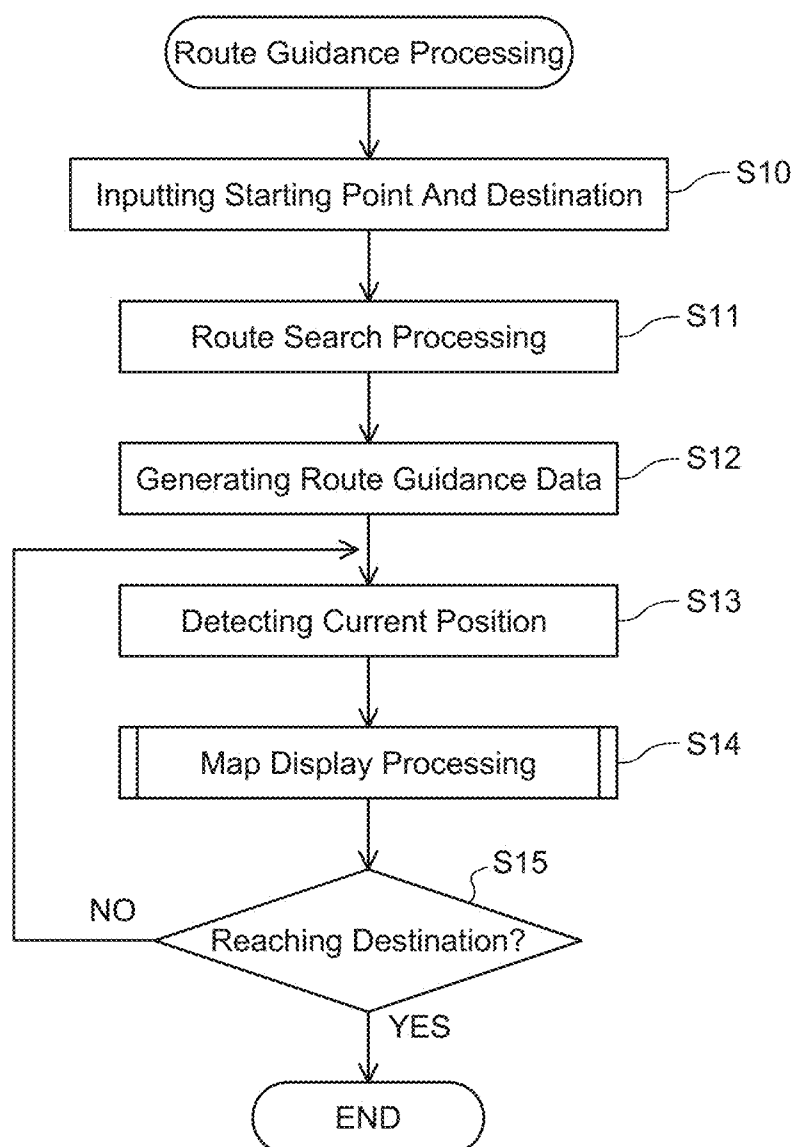 Route Guidance Processing
Inputting Starting Point And Destination
S10
Route Search Processing
S11
Generating Route Guidance Data
S12
Detecting Current Position
S13
Map Display Processing
S14
S15
NO
Reaching Destination?
YES
END